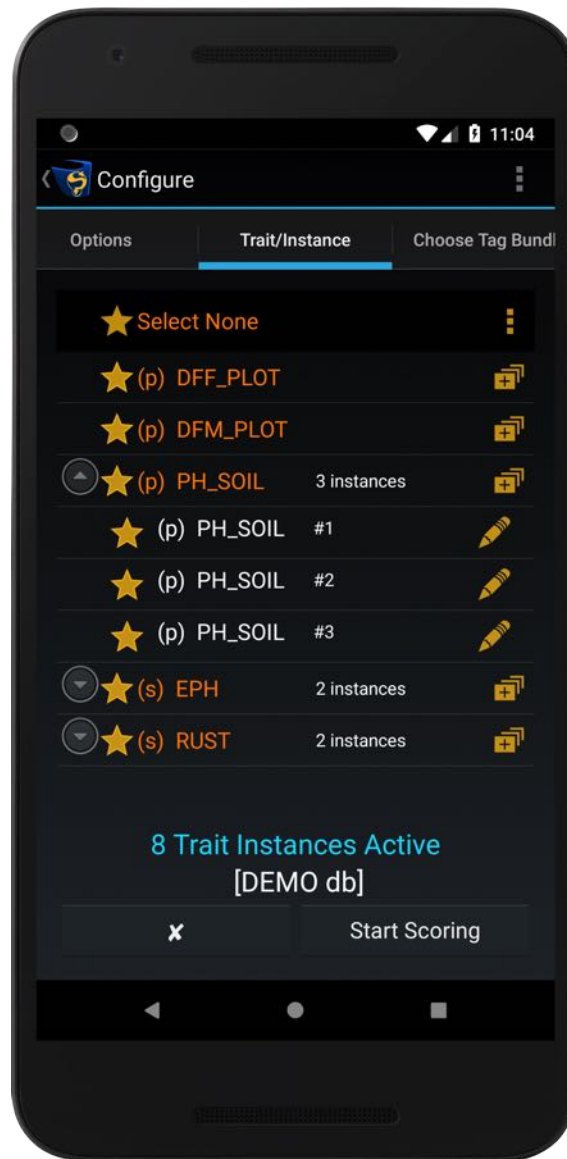 11:04
Configure
Options Trait/Instance Choose Tag Bundl
Select None
(p) DFF_PLOT
(p) DFM_PLOT
(p) PH_SOIL 3 instances
(p) PH_SOIL #1
(p) PH_SOIL #2
(p) PH_SOIL #3
(s) EPH 2 instances
(s) RUST 2 instances
8 Trait Instances Active
[DEMO db]
✘ Start Scoring